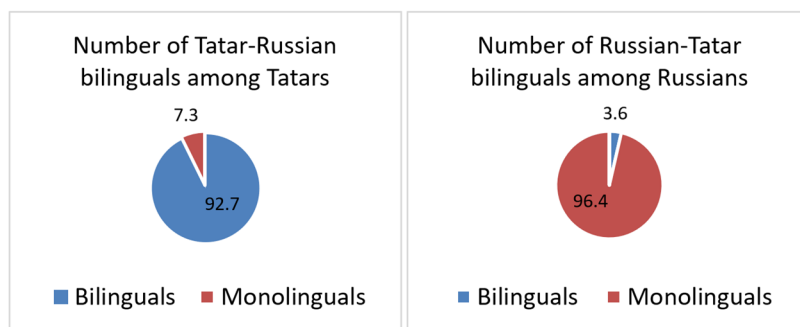 Number of Tatar-Russian
bilinguals among Tatars
7.3
92.7
Bilinguals
Monolinguals
Number of Russian-Tatar
bilinguals among Russians
3.6
96.4
Bilinguals
Monolinguals